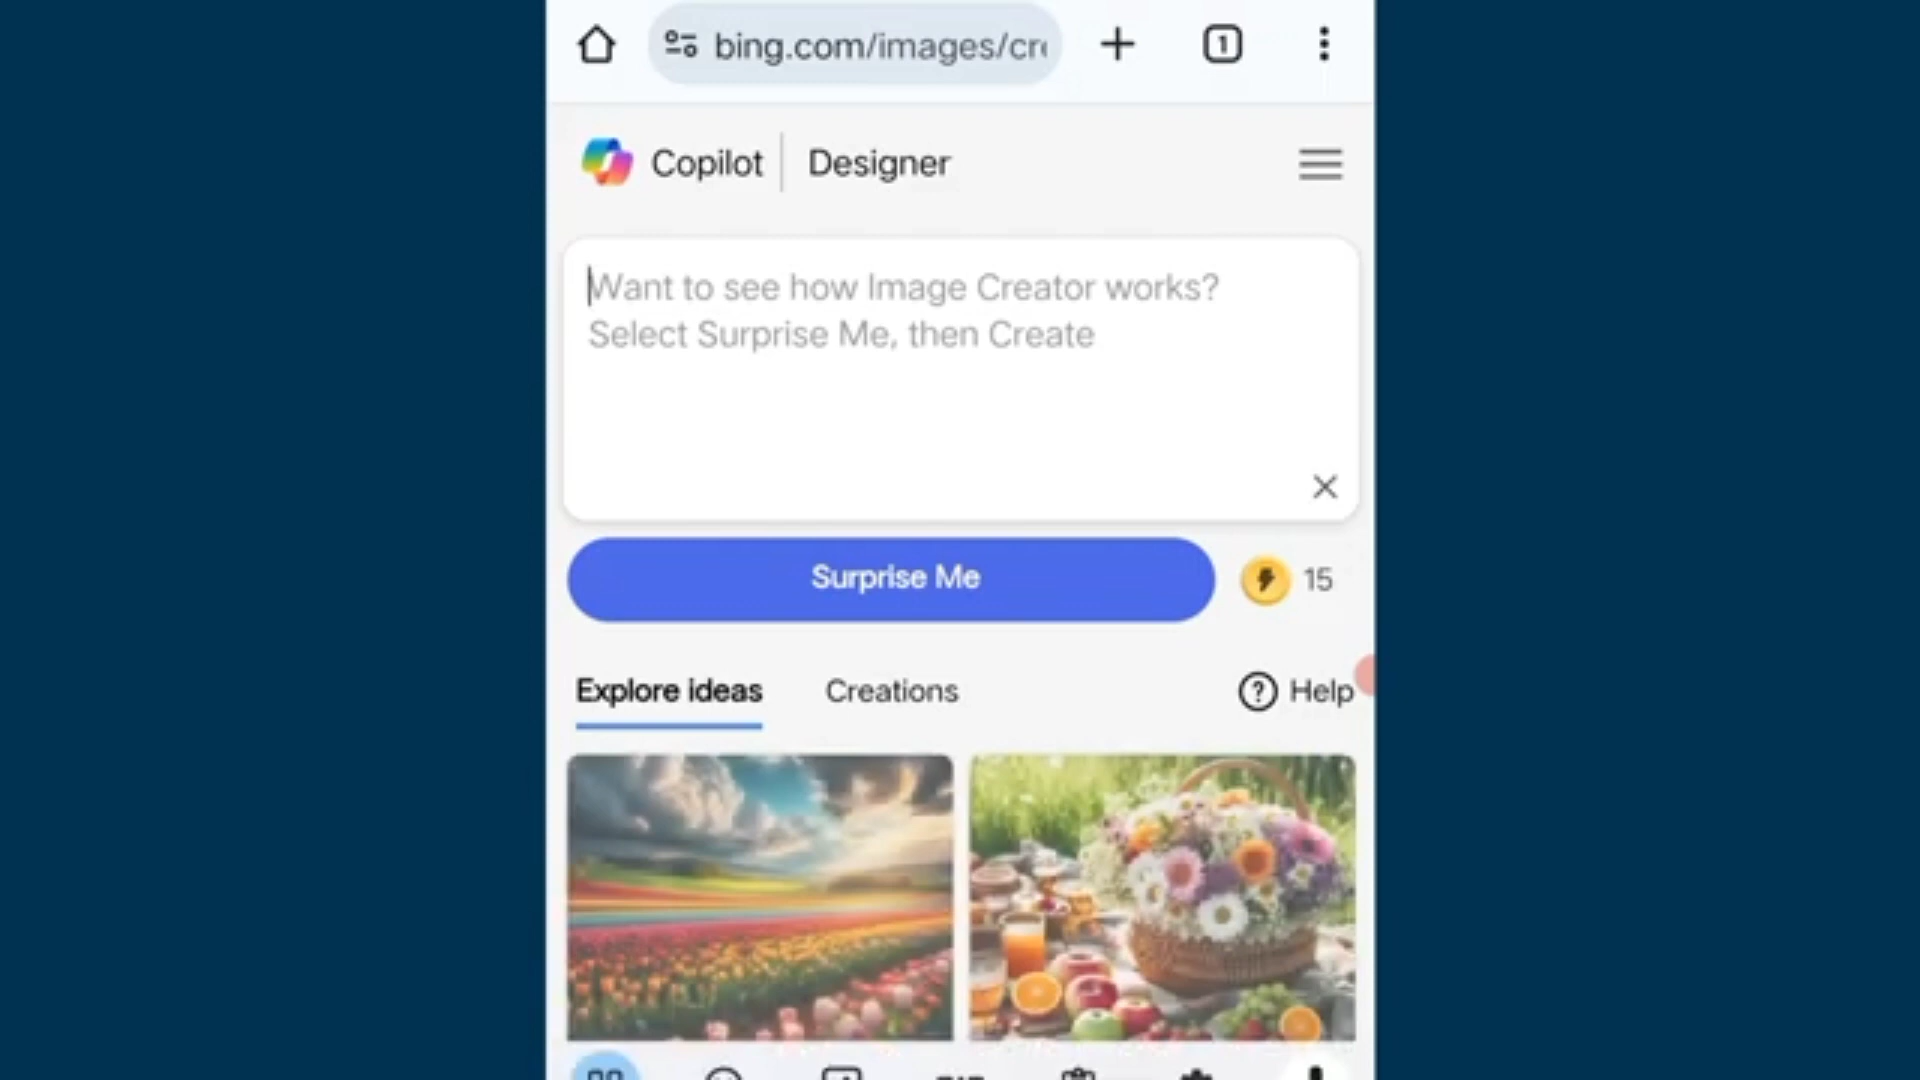 bing.com/images/cr
1
Copilot
Designer
Want to see how Image Creator works?
Select Surprise Me, then Create
Surprise Me
15
Explore ideas
Creations
Help